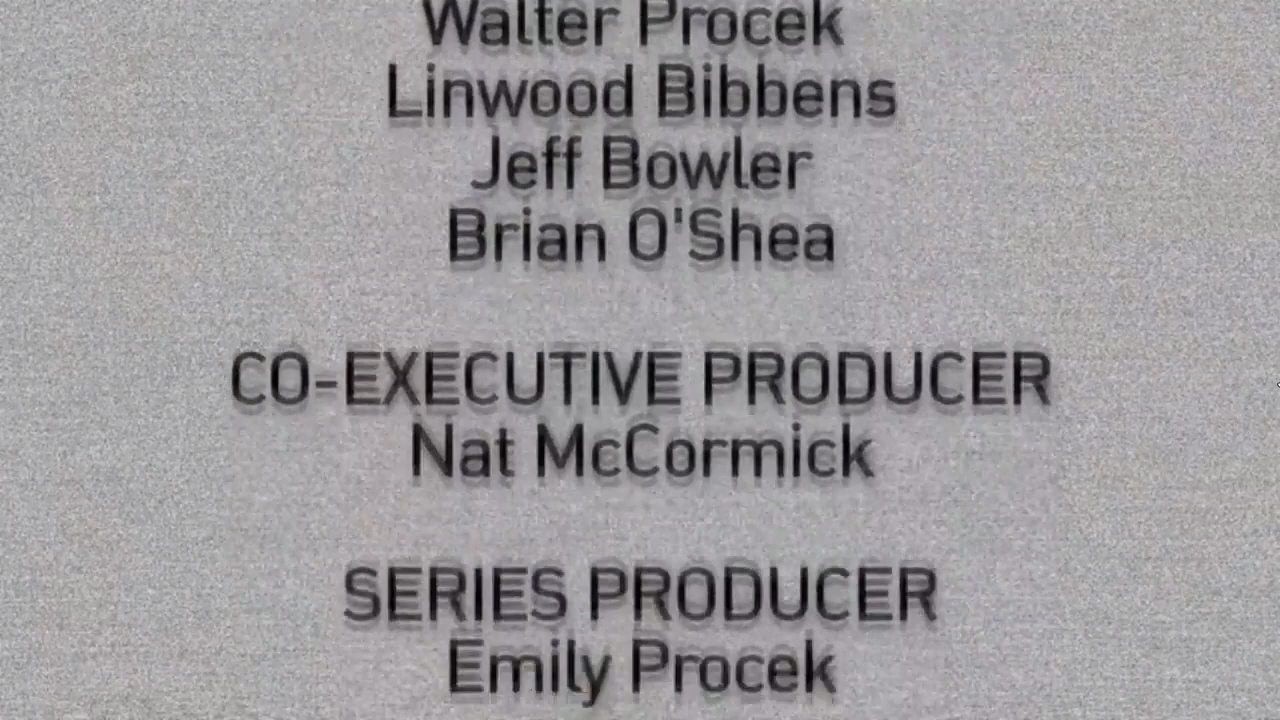 Walter Procek
Linwood Bibbens
Jeff Bowler
Brian O'Shea
CO-EXECUTIVE PRODUCER
Nat McCormick
SERIES PRODUCER
Emily Procek